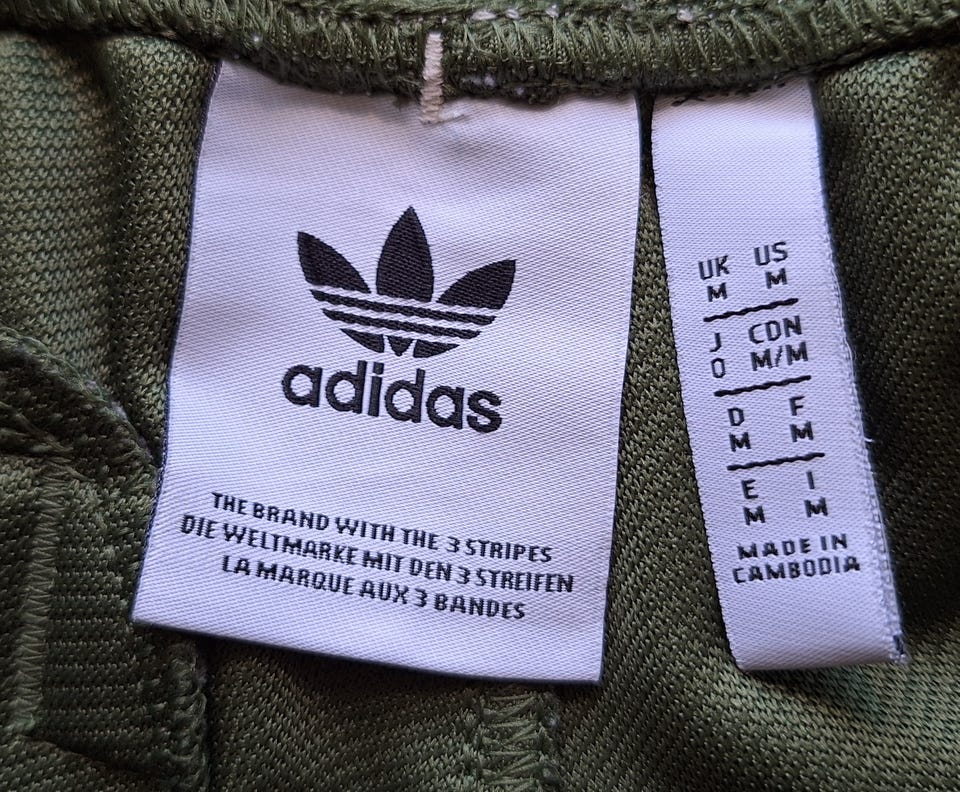 adidas
THE BRAND WITH THE 3 STRIPES
DIE WELTMARKE MIT DEN 3 STREIFEN
LA MARQUE AUX 3 BANDES
UK US
M M
J CDN
O M/M
D F
M M
E I
M M
MADE IN
CAMBODIA